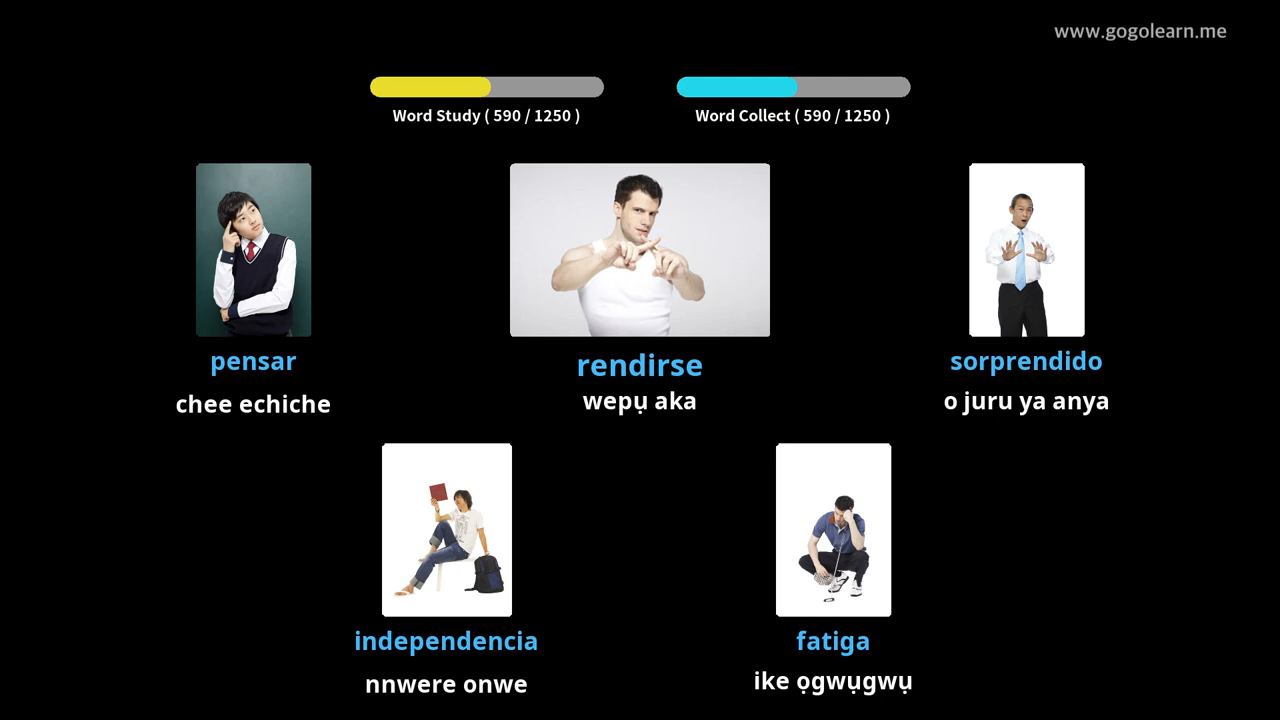 www.gogolearn.me
Word Study ( 590 / 1250 )
Word Collect ( 590 / 1250 )
pensar
chee echiche
rendirse
wepụ aka
sorprendido
o juru ya anya
independencia
nnwere onwe
fatiga
ike ọgwụgwụ